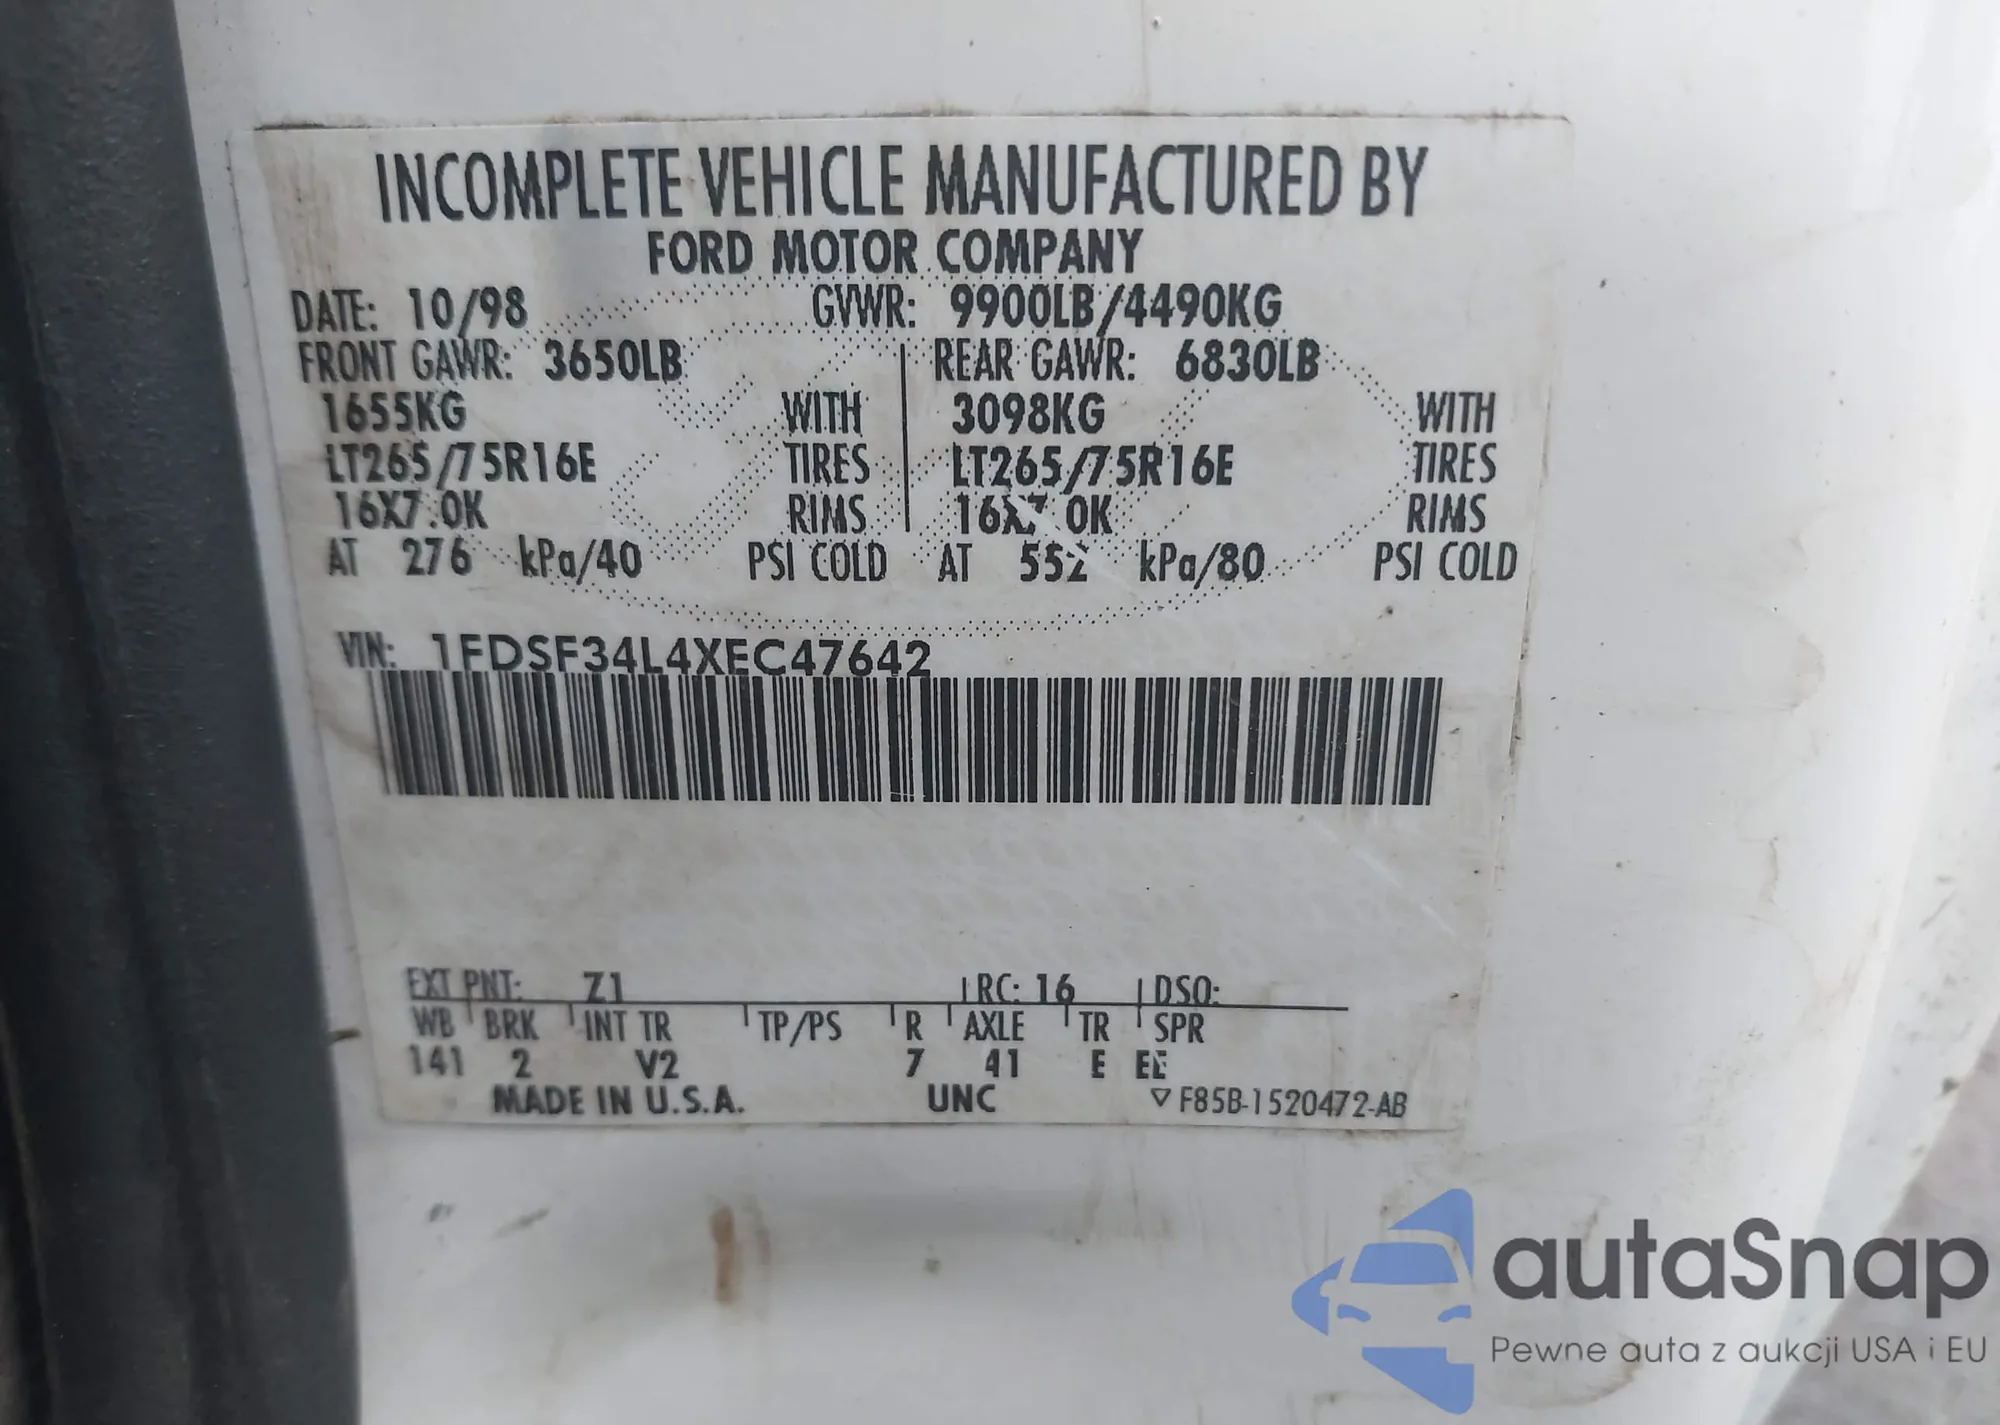 INCOMPLETE VEHICLE MANUFACTURED BY
FORD MOTOR COMPANY
DATE: 10/98 GVWR: 9900LB/4490KG
FRONT GAWR: 3650LB REAR GAWR: 6830LB
1655KG WITH 3098KG WITH
LT265/75R16E TIRES LT265/75R16E TIRES
16X7.0K RIMS 16X7.0K RIMS
AT 276 kPa/40 PSI COLD AT 552 kPa/80 PSI COLD
VIN: 1FDSF34L4XEC47642
EXT PNT: Z1 RC: 16 DSO:
WB BRK INT TR TP/PS R AXLE TR SPR
141 2 V2 7 41 E EE
MADE IN U.S.A. UNC F85B-1520472-AB
autaSnap
Pewne auta z aukcji USA i EU